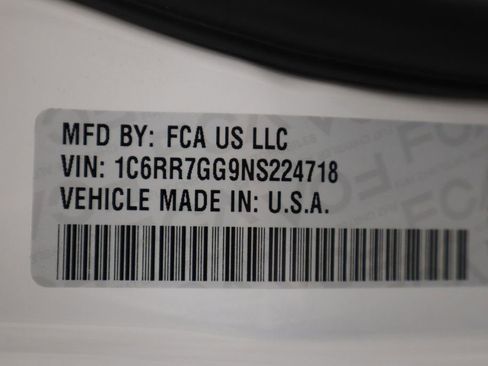 MFD BY: FCA US LLC
VIN: 1C6RR7GG9NS224718
VEHICLE MADE IN: U.S.A.